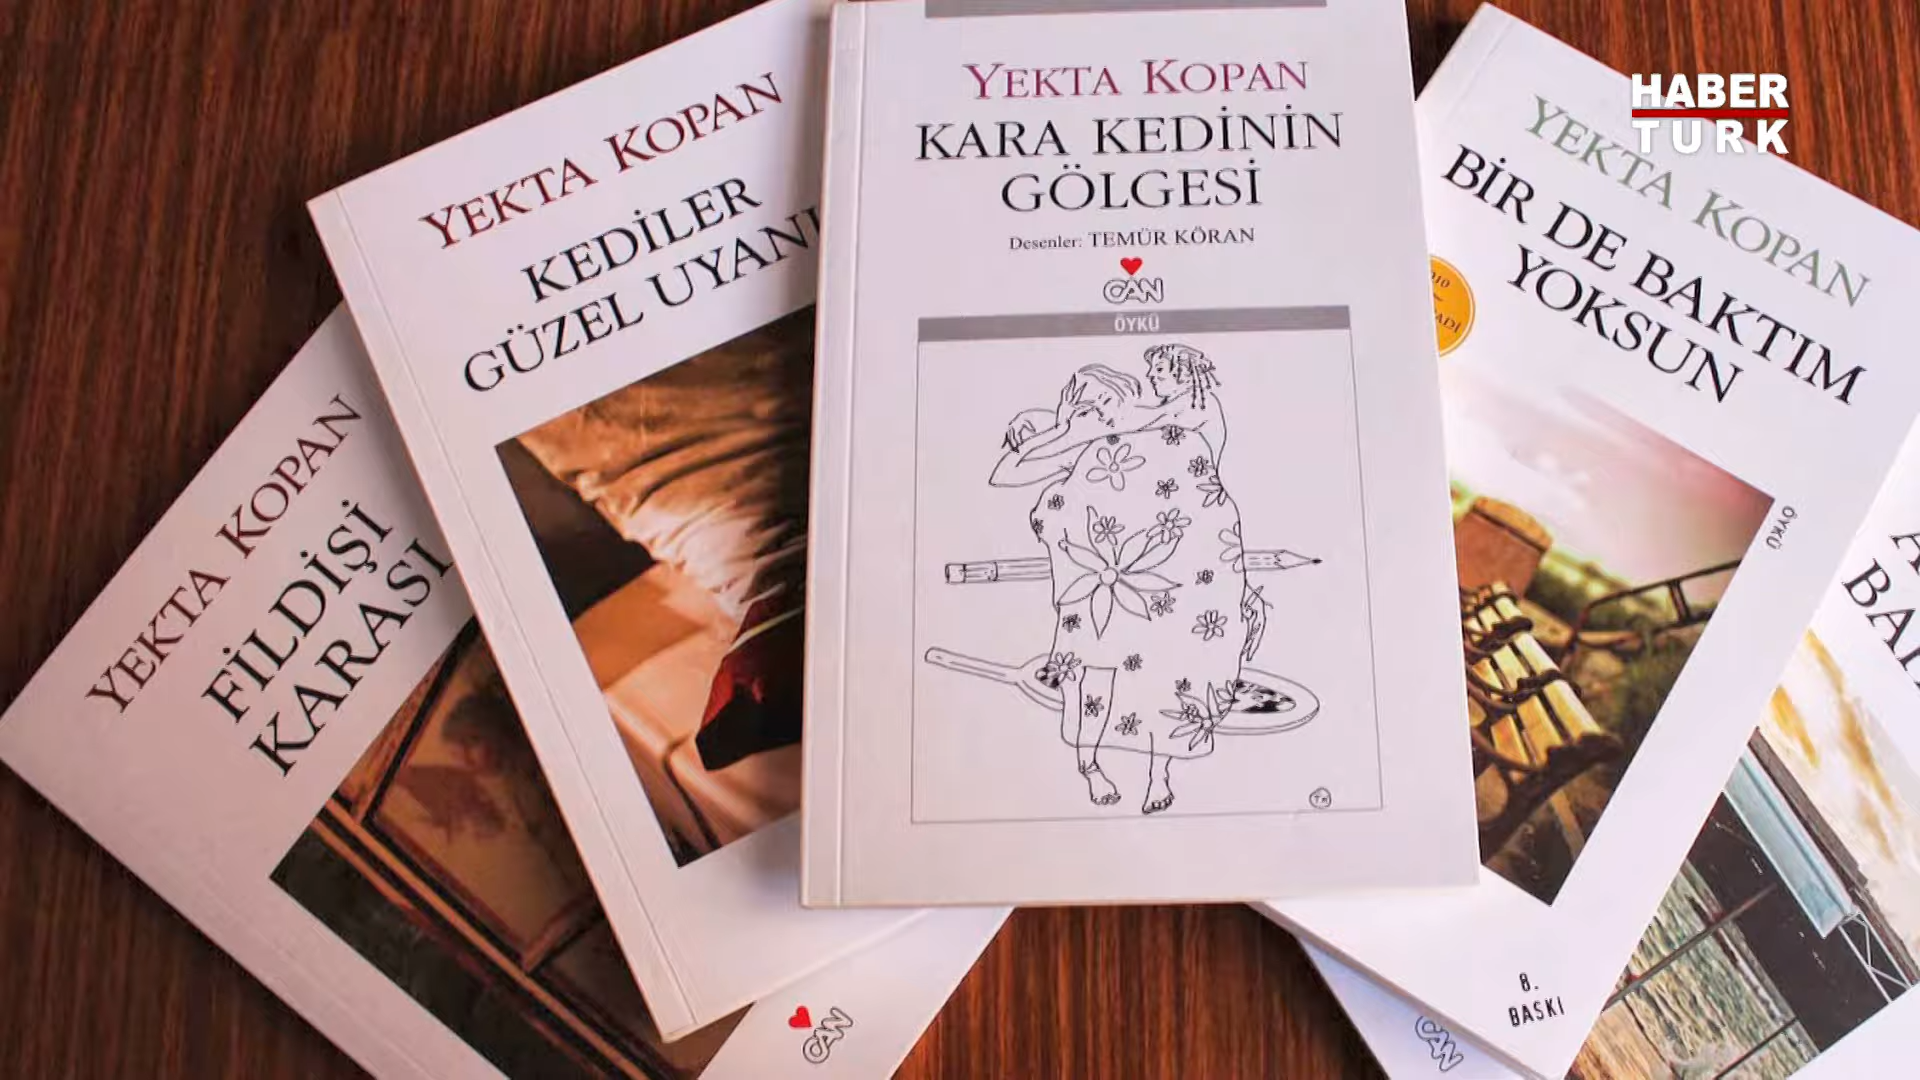 HABER
TURK
YEKTA KOPAN
FİLDİŞİ
KARASI
CAN
YEKTA KOPAN
KEDİLER
GÜZEL
YEKTA KOPAN
KARA KEDİNİN
GÖLGESİ
Desenler: TEMÜR KÖRAN
CAN
ÖYKÜ
YEKTA KOPAN
BİR DE BAKTIM
YOKSUN
ÖYKÜ
8.
BASKI
CAN